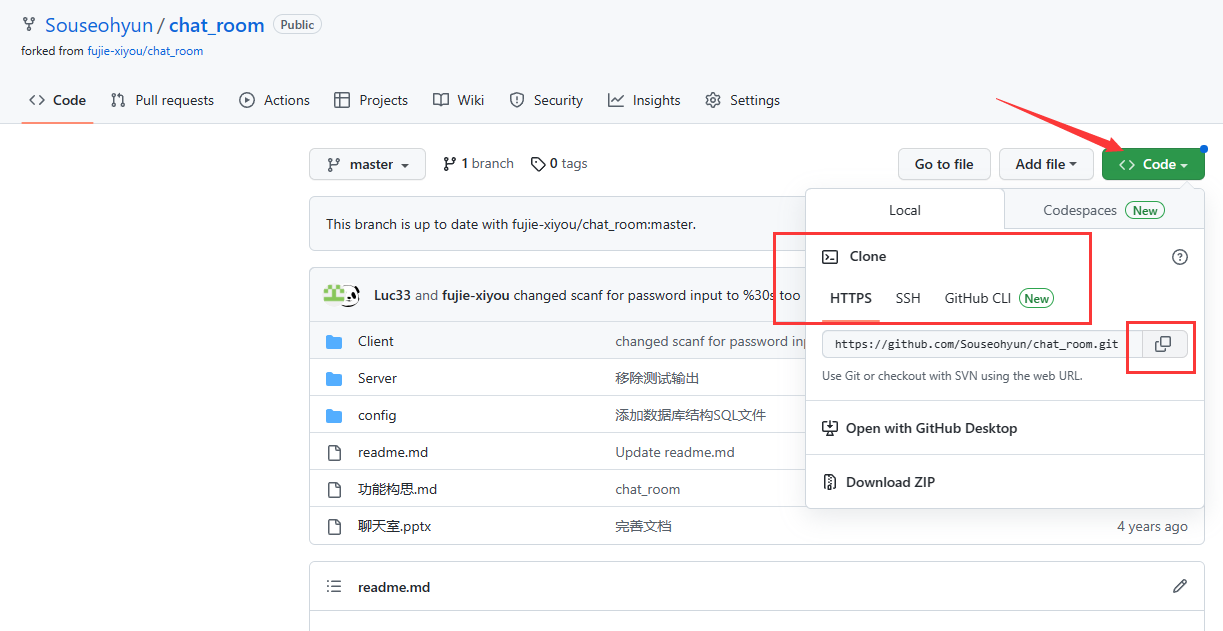 Souseohyun / chat_room Public
forked from fujie-xiyou/chat_room
Code Pull requests Actions Projects Wiki Security Insights Settings
master 1 branch 0 tags Go to file Add file Code
Local Codespaces New
This branch is up to date with fujie-xiyou/chat_room:master.
Clone
HTTPS SSH GitHub CLI New
https://github.com/Souseohyun/chat_room.git
Use Git or checkout with SVN using the web URL.
Open with GitHub Desktop
Download ZIP
Luc33 and fujie-xiyou changed scanf for password input to %30s too
Client changed scanf for password inp
Server 移除测试输出
config 添加数据库结构SQL文件
readme.md Update readme.md
功能构思.md chat_room
聊天室.pptx 完善文档 4 years ago
readme.md